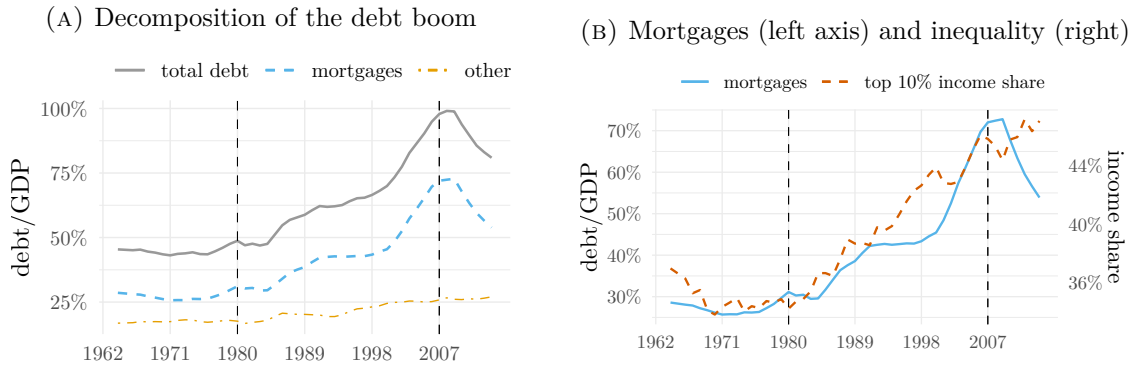 (A) Decomposition of the debt boom
total debt mortgages other
debt/GDP
100%
75%
50%
25%
1962 1971 1980 1989 1998 2007
(B) Mortgages (left axis) and inequality (right)
mortgages top 10% income share
debt/GDP
70%
60%
50%
40%
30%
44%
40%
36%
income share
1962 1971 1980 1989 1998 2007